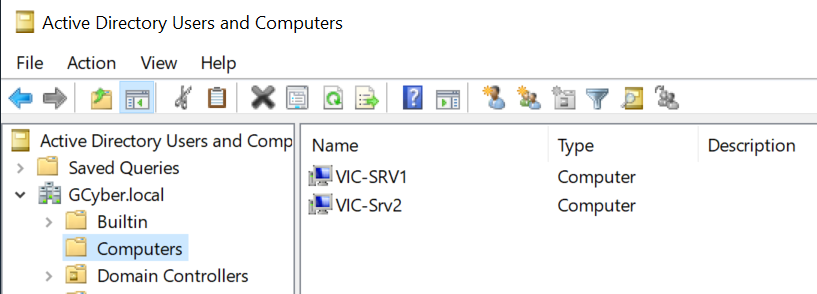 Active Directory Users and Computers
File Action View Help
Active Directory Users and Comp
Saved Queries
GCyber.local
Builtin
Computers
Domain Controllers
Name Type Description
VIC-SRV1 Computer
VIC-Srv2 Computer